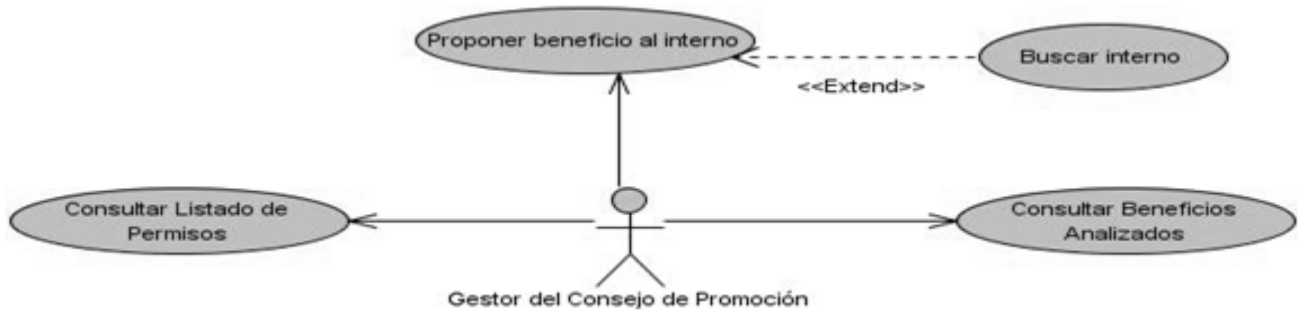 Proponer beneficio al interno
Buscar interno
<<Extend>>
Consultar Listado de
Permisos
Consultar Beneficios
Analizados
Gestor del Consejo de Promoción